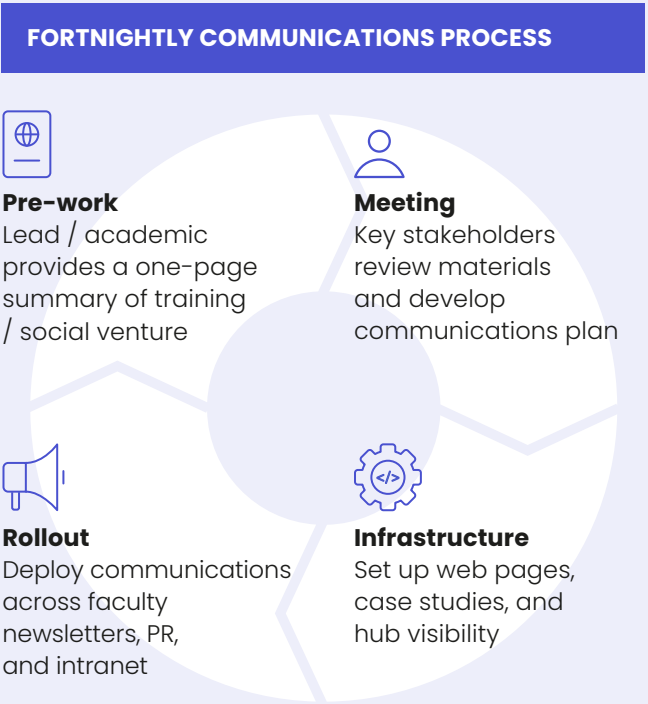 FORTNIGHTLY COMMUNICATIONS PROCESS
Pre-work
Lead / academic
provides a one-page
summary of training
/ social venture
Meeting
Key stakeholders
review materials
and develop
communications plan
Rollout
Deploy communications
across faculty
newsletters, PR,
and intranet
</>
Infrastructure
Set up web pages,
case studies, and
hub visibility